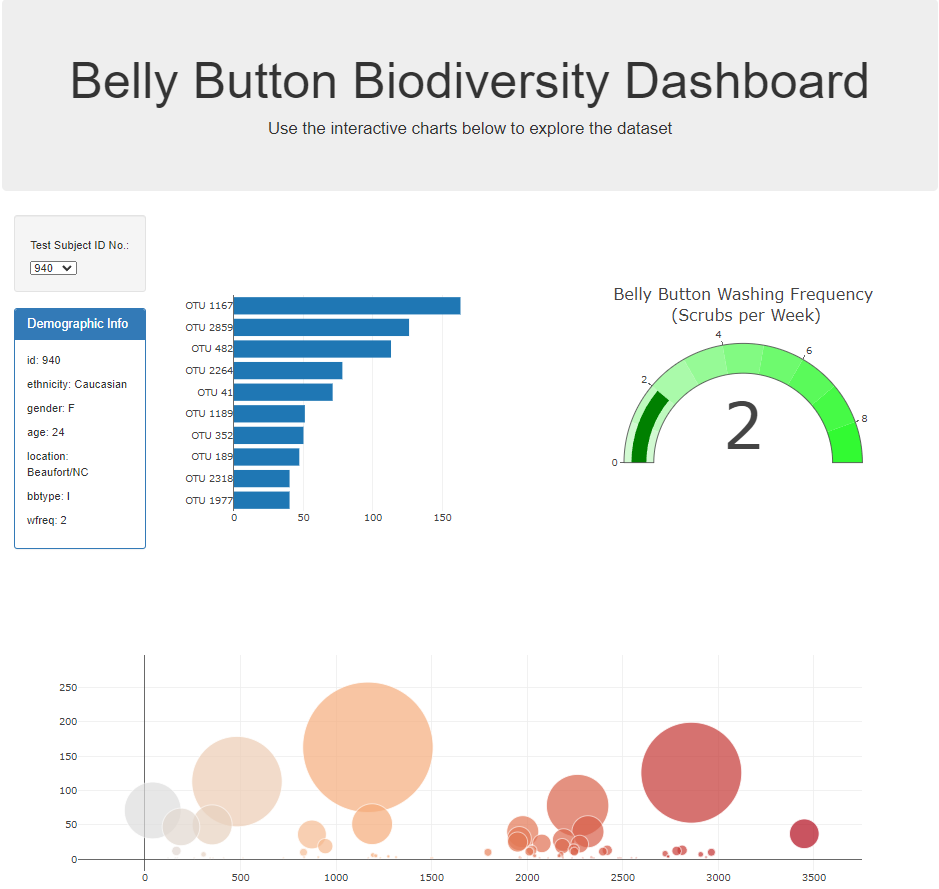 Belly Button Biodiversity Dashboard
Use the interactive charts below to explore the dataset
Test Subject ID No.:
940
Demographic Info
id: 940
ethnicity: Caucasian
gender: F
age: 24
location:
Beaufort/NC
bbtype: I
wfreq: 2
OTU 1167
OTU 2859
OTU 482
OTU 2264
OTU 41
OTU 1189
OTU 352
OTU 189
OTU 2318
OTU 1977
0 50 100 150
Belly Button Washing Frequency
(Scrubs per Week)
0
2
4
6
8
2
250
200
150
100
50
0
0 500 1000 1500 2000 2500 3000 3500